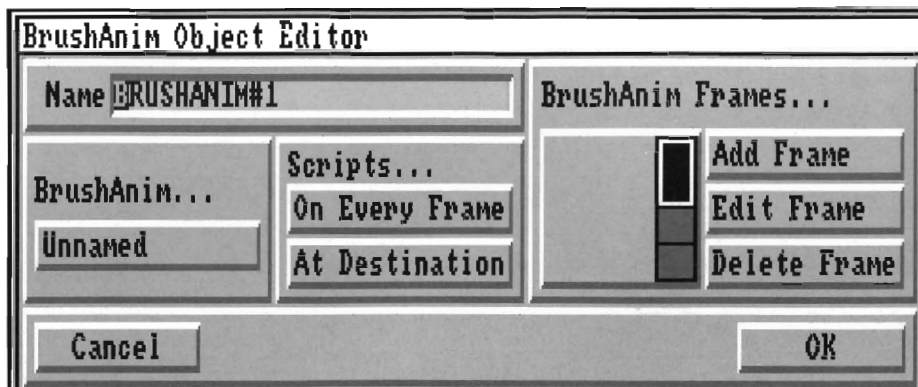 BrushAnim Object Editor
Name BRUSHANIM#1
BrushAnim Frames...
BrushAnim...
Unnamed
Scripts...
On Every Frame
At Destination
Add Frame
Edit Frame
Delete Frame
Cancel
OK